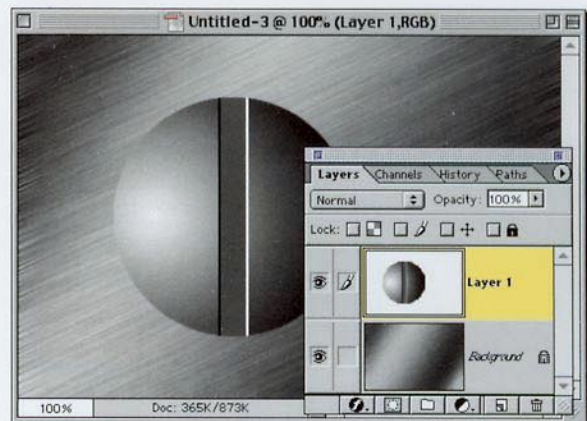 Untitled-3 @ 100% (Layer 1,RGB)
Layers Channels History Paths
Normal Opacity: 100%
Lock:
Layer 1
Background
100% Doc: 365K/873K